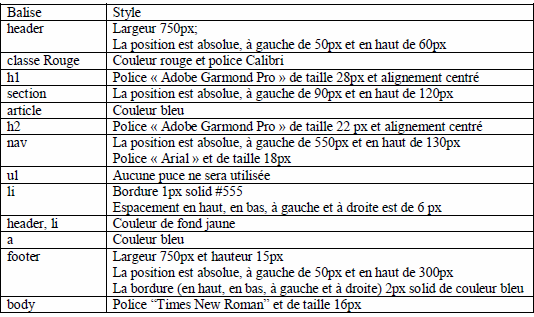 Balise Style
header Largeur 750px;
La position est absolue, à gauche de 50px et en haut de 60px
classe Rouge Couleur rouge et police Calibri
h1 Police « Adobe Garmond Pro » de taille 28px et alignement centré
section La position est absolue, à gauche de 90px et en haut de 120px
article Couleur bleu
h2 Police « Adobe Garmond Pro » de taille 22 px et alignement centré
nav La position est absolue, à gauche de 550px et en haut de 130px
Police « Arial » et de taille 18px
ul Aucune puce ne sera utilisée
li Bordure 1px solid #555
Espacement en haut, en bas, à gauche et à droite est de 6 px
header, li Couleur de fond jaune
a Couleur bleu
footer Largeur 750px et hauteur 15px
La position est absolue, à gauche de 50px et en haut de 300px
La bordure (en haut, en bas, à gauche et à droite) 2px solid de couleur bleu
body Police “Times New Roman” et de taille 16px